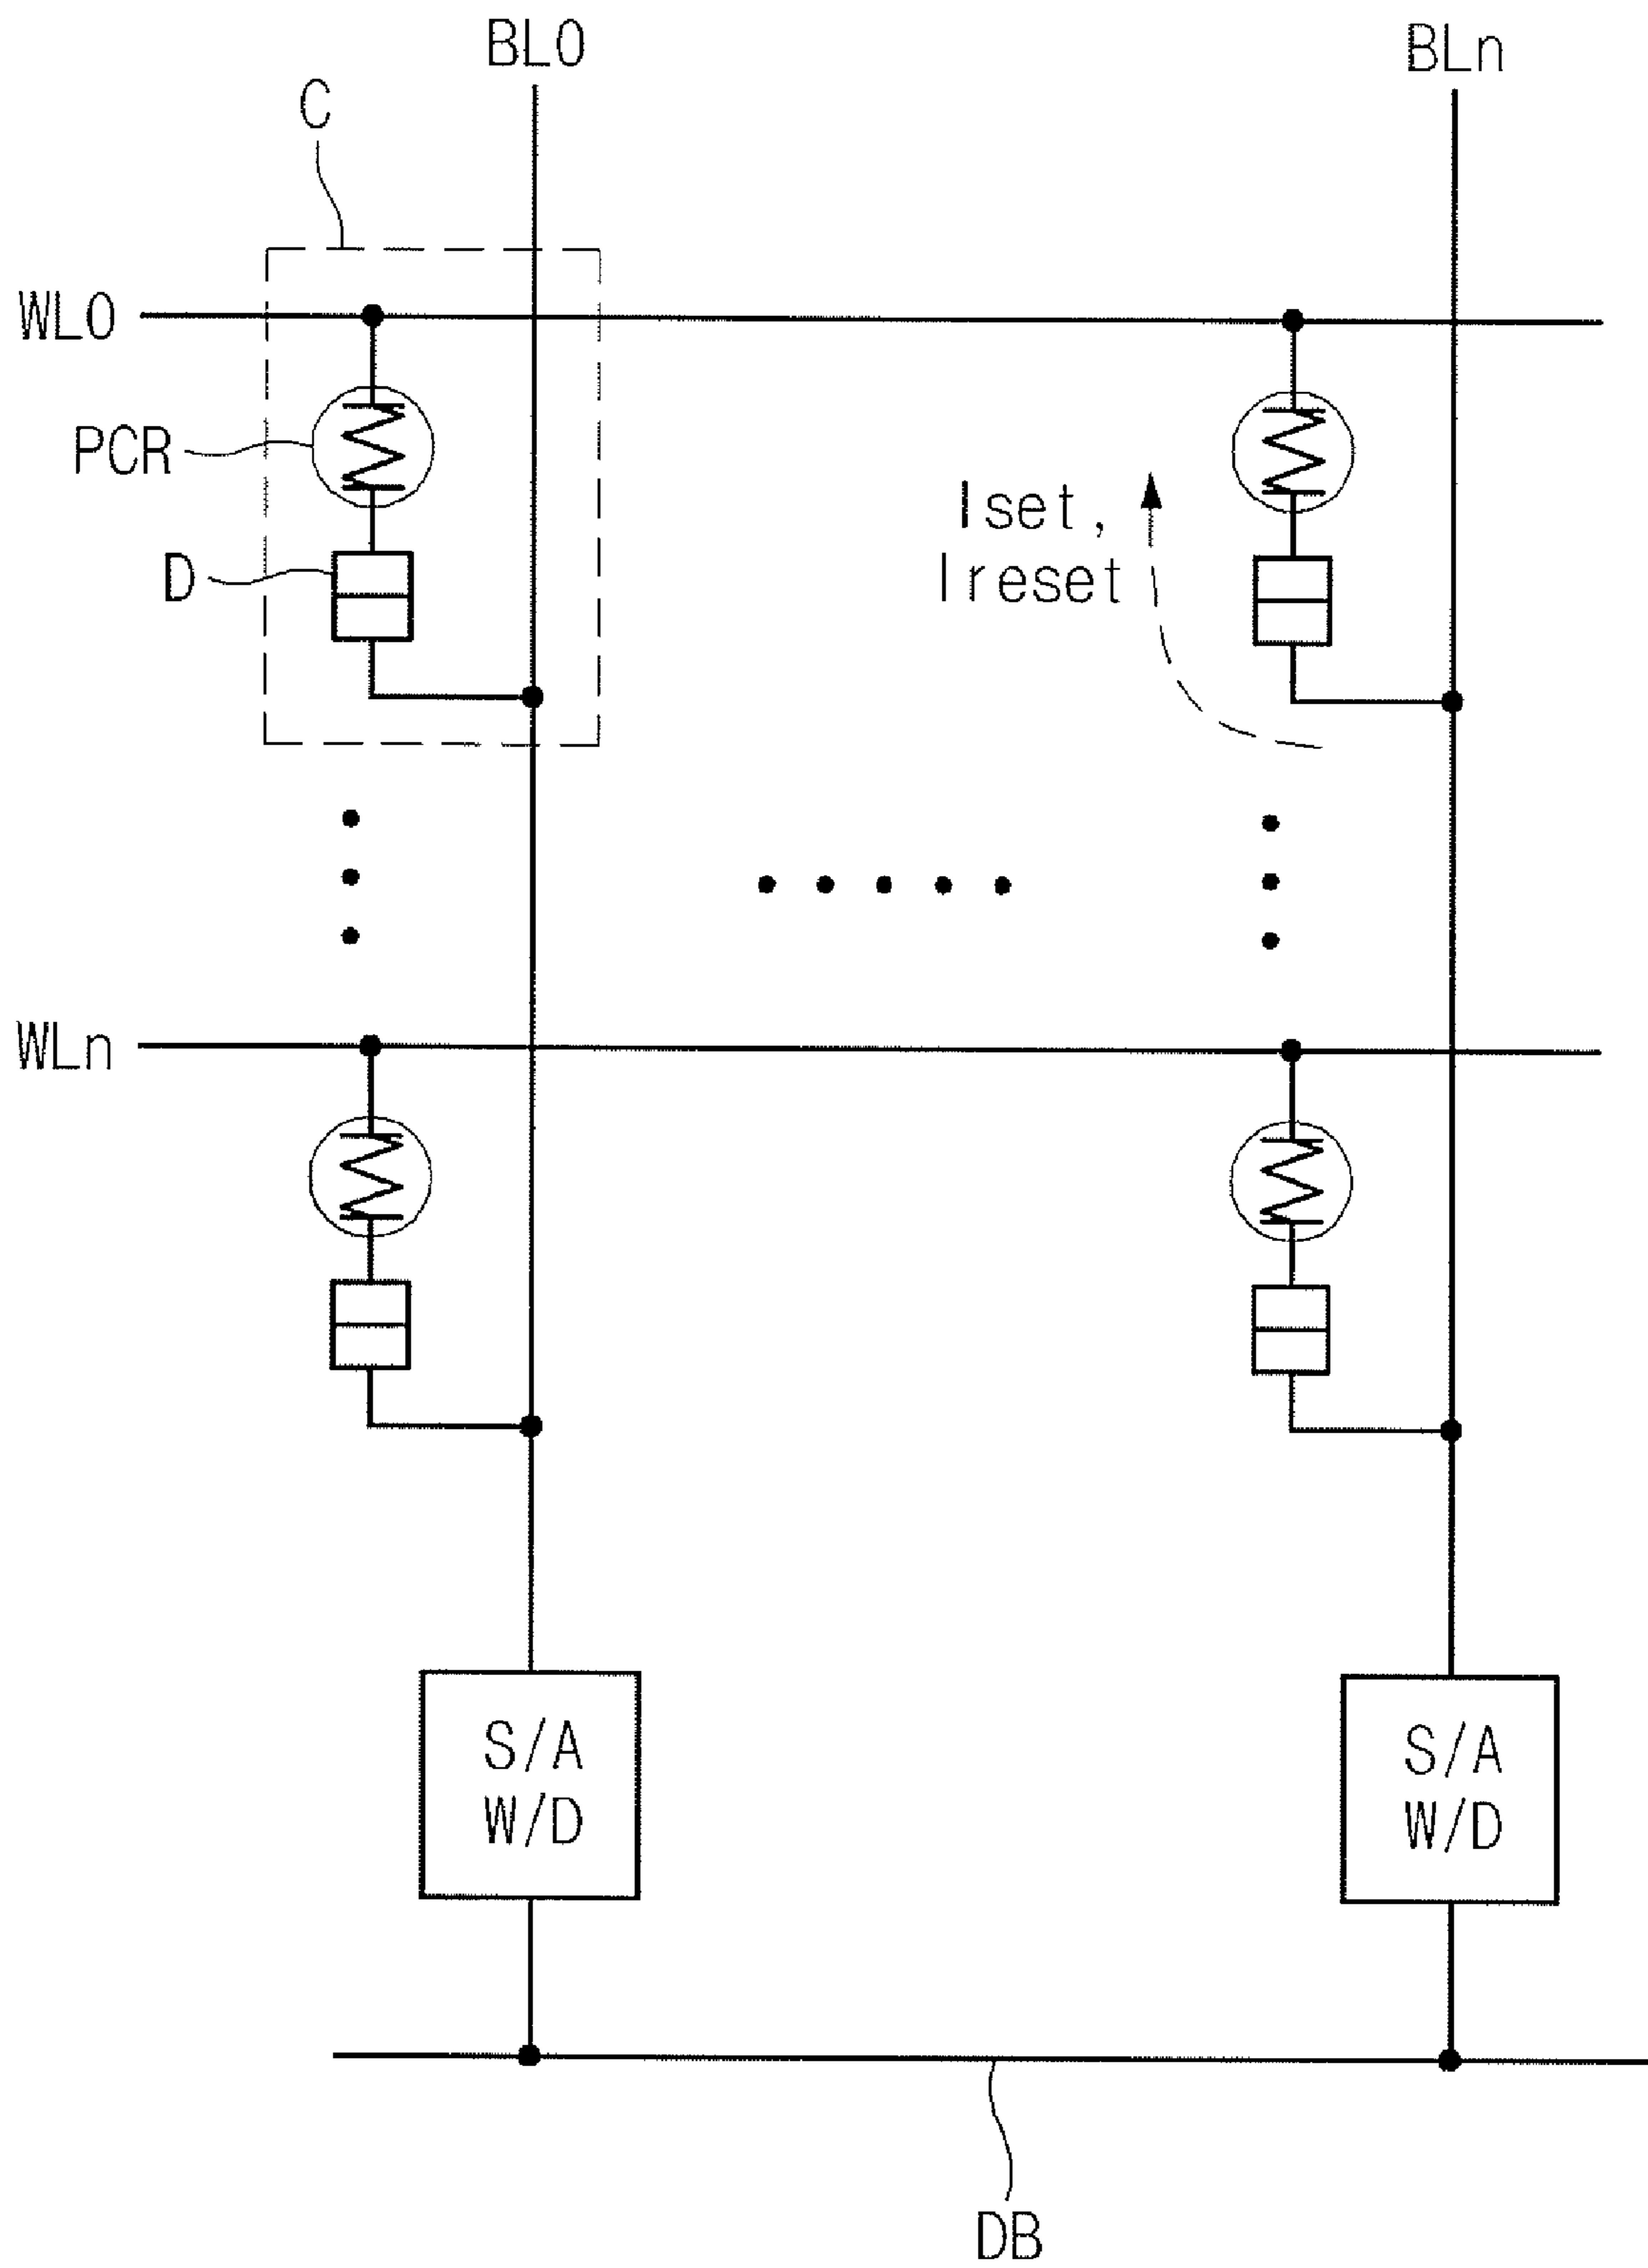 BL0
BLn
C
WL0
PCR
D
Iset,
Ireset
WLn
S/A
W/D
S/A
W/D
DB